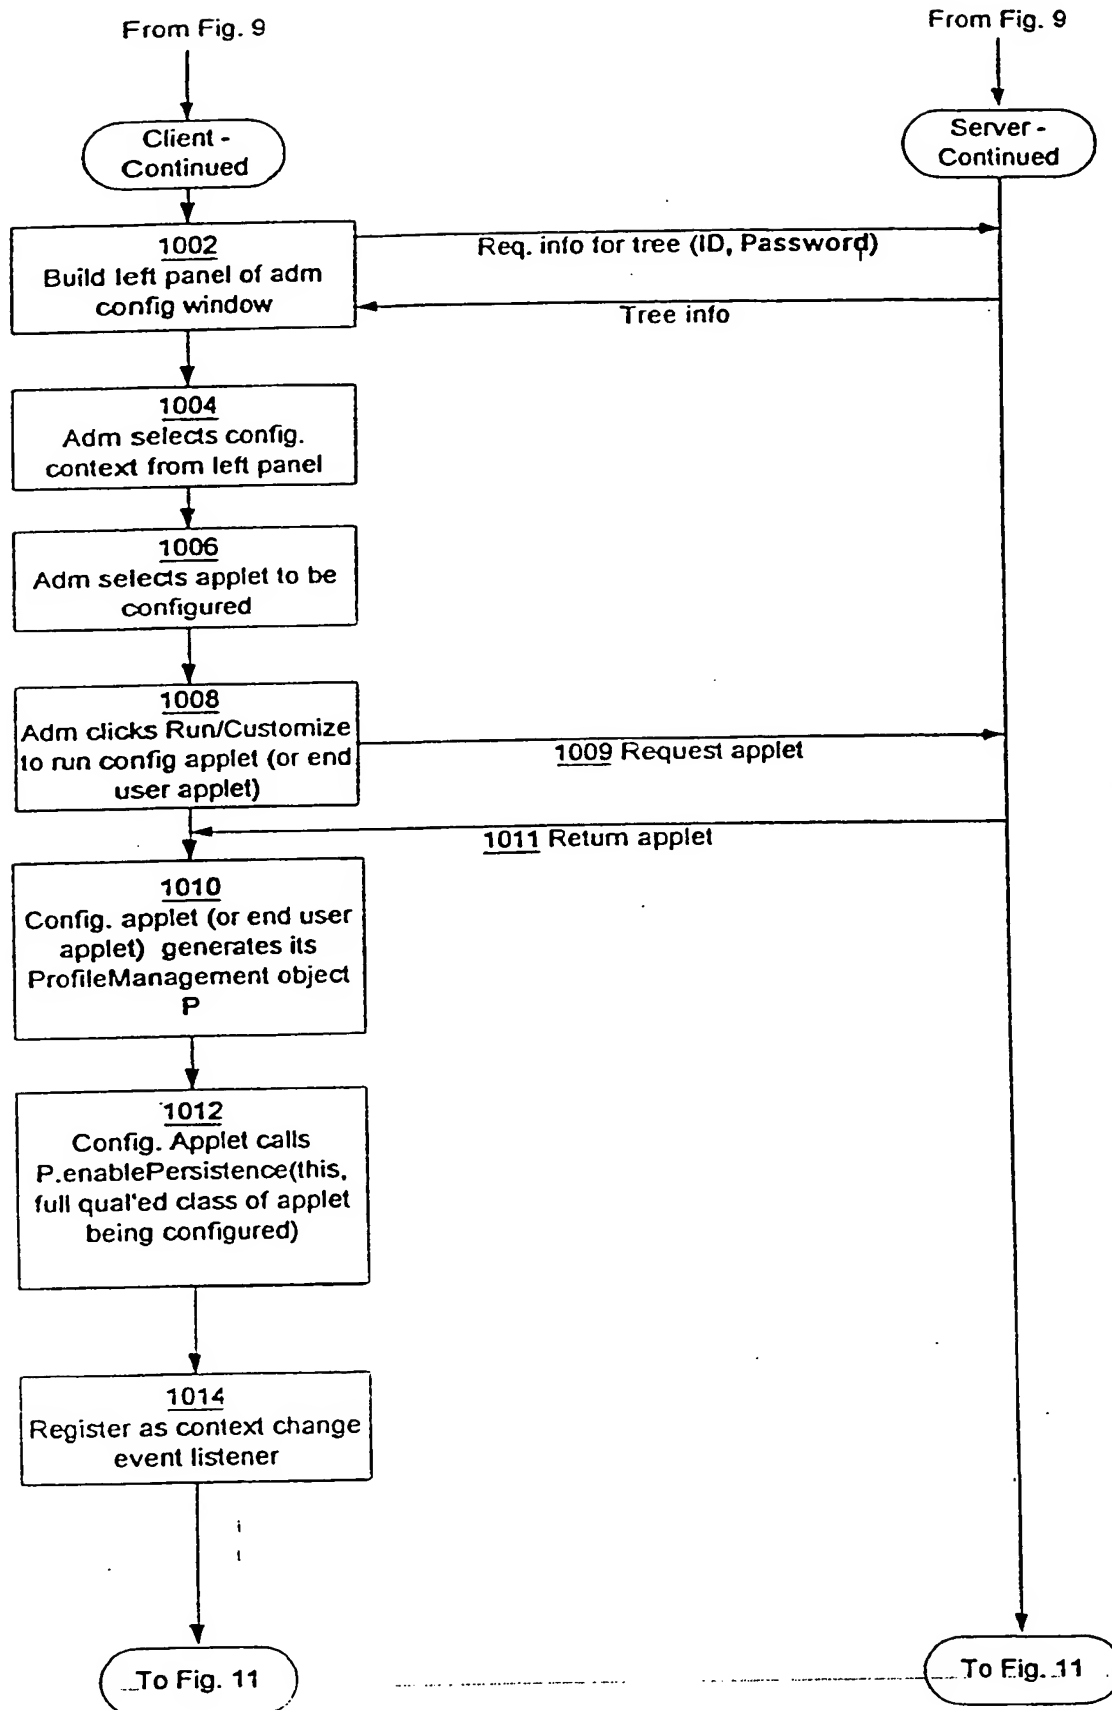 From Fig. 9
From Fig. 9
Client -
Continued
Server -
Continued
1002
Build left panel of adm
config window
Req. info for tree (ID, Password)
Tree info
1004
Adm selects config.
context from left panel
1006
Adm selects applet to be
configured
1008
Adm clicks Run/Customize
to run config applet (or end
user applet)
1009 Request applet
1011 Return applet
1010
Config. applet (or end user
applet) generates its
ProfileManagement object
P
1012
Config. Applet calls
P.enablePersistence(this,
full qual'ed class of applet
being configured)
1014
Register as context change
event listener
To Fig. 11
To Fig. 11